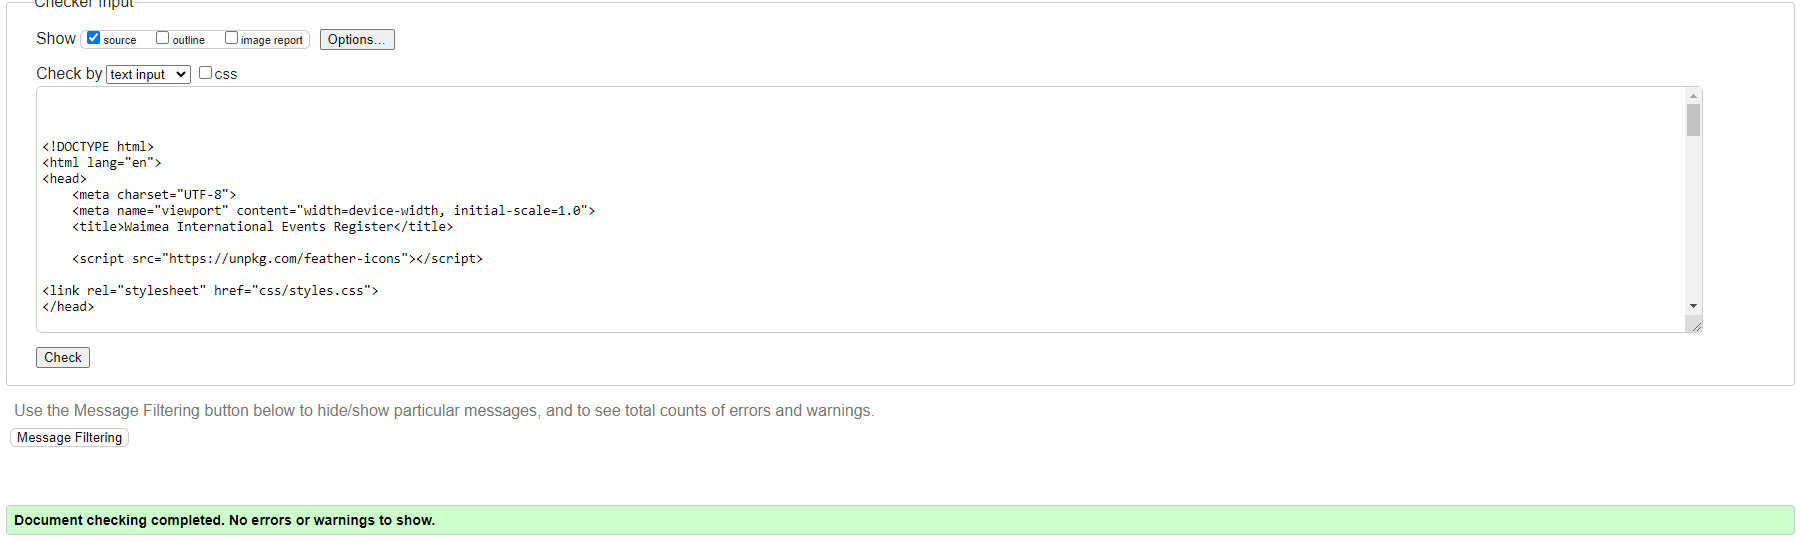 Checker Input
Show source outline image report Options...
Check by text input css
<!DOCTYPE html>
<html lang="en">
<head>
    <meta charset="UTF-8">
    <meta name="viewport" content="width=device-width, initial-scale=1.0">
    <title>Waimea International Events Register</title>
    <script src="https://unpkg.com/feather-icons"></script>
<link rel="stylesheet" href="css/styles.css">
</head>
Check
Use the Message Filtering button below to hide/show particular messages, and to see total counts of errors and warnings.
Message Filtering
Document checking completed. No errors or warnings to show.